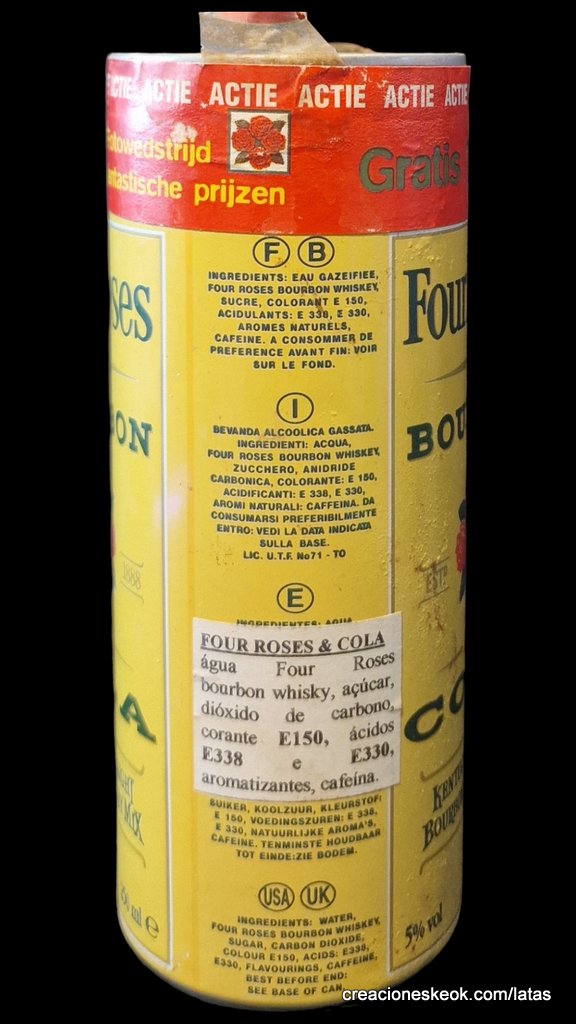 ACTIE ACTIE ACTIE ACTIE ACTIE
prijzen
Gratis
F B
INGREDIENTS: EAU GAZEIFIEE,
FOUR ROSES BOURBON WHISKEY,
SUCRE, COLORANT E 150,
ACIDULANTS: E 338, E 330,
AROMES NATURELS,
CAFEINE. A CONSOMMER DE
PREFERENCE AVANT FIN: VOIR
SUR LE FOND.
I
BEVANDA ALCOOLICA GASSATA.
INGREDIENTI: ACQUA,
FOUR ROSES BOURBON WHISKEY,
ZUCCHERO, ANIDRIDE
CARBONICA, COLORANTE: E 150,
ACIDIFICANTI: E 338, E 330,
AROMI NATURALI: CAFFEINA. DA
CONSUMARSI PREFERIBILMENTE
ENTRO: VEDI LA DATA INDICATA
SULLA BASE.
LIC. U.T.F. No71 - TO
E
INGREDIENTES: AGUA
FOUR ROSES & COLA
água Four Roses
bourbon whisky, açúcar,
dióxido de carbono,
corante E150, ácidos
E338 e E330,
aromatizantes, cafeína.
SUIKER, KOOLZUUR, KLEURSTOF:
E 150, VOEDINGSZUREN: E 338,
E 330, NATUURLIJKE AROMA'S,
CAFEINE. TENMINSTE HOUDBAAR
TOT EINDE:ZIE BODEM.
USA UK
INGREDIENTS: WATER,
FOUR ROSES BOURBON WHISKEY,
SUGAR, CARBON DIOXIDE,
COLOUR E150, ACIDS: E338,
E330, FLAVOURINGS, CAFFEINE,
BEST BEFORE END:
SEE BASE OF CAN.
1888
ml e
Four
ESTD
5% vol
creacioneskeok.com/latas